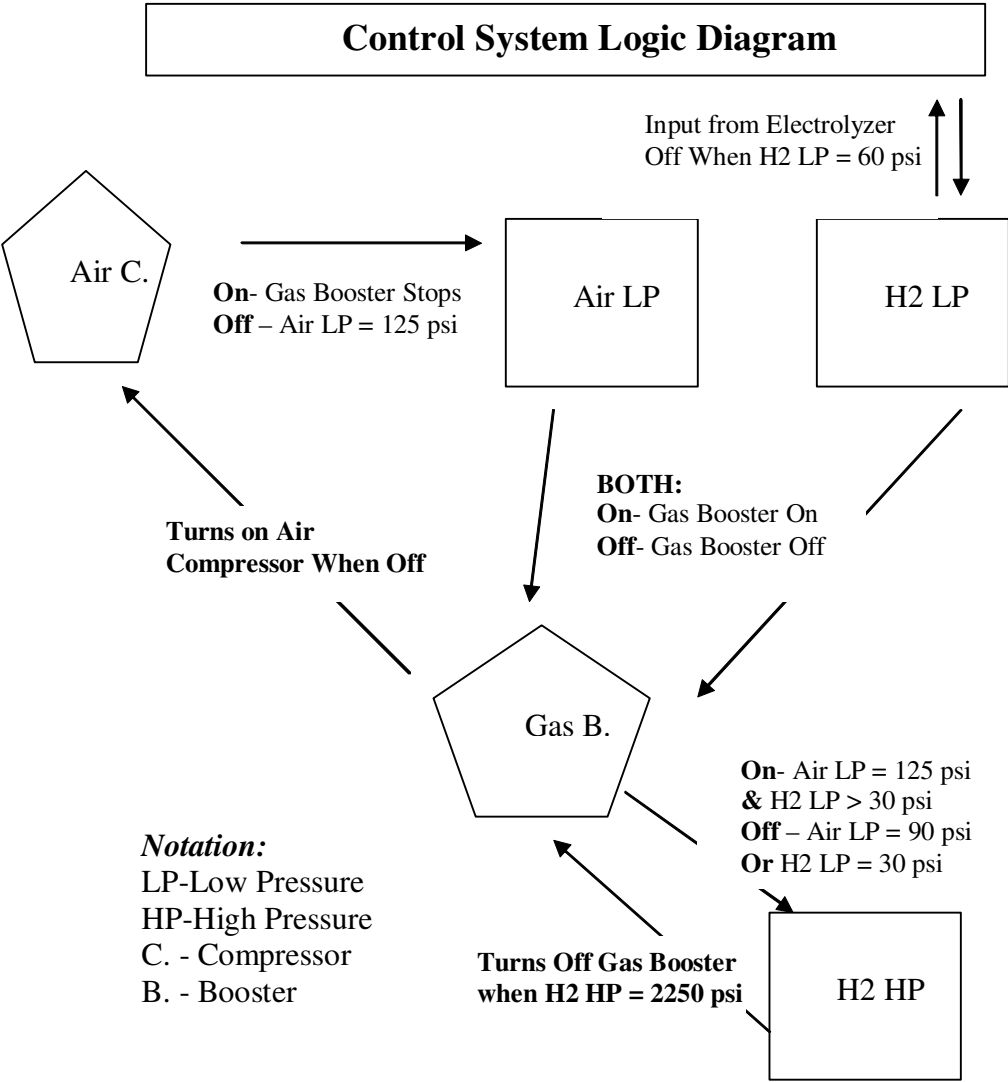 Control System Logic Diagram
Input from Electrolyzer
Off When H2 LP = 60 psi
Air C.
On- Gas Booster Stops
Off – Air LP = 125 psi
Air LP
H2 LP
BOTH:
On- Gas Booster On
Off- Gas Booster Off
Turns on Air
Compressor When Off
Gas B.
On- Air LP = 125 psi
& H2 LP > 30 psi
Off – Air LP = 90 psi
Or H2 LP = 30 psi
Notation:
LP-Low Pressure
HP-High Pressure
C. - Compressor
B. - Booster
Turns Off Gas Booster
when H2 HP = 2250 psi
H2 HP